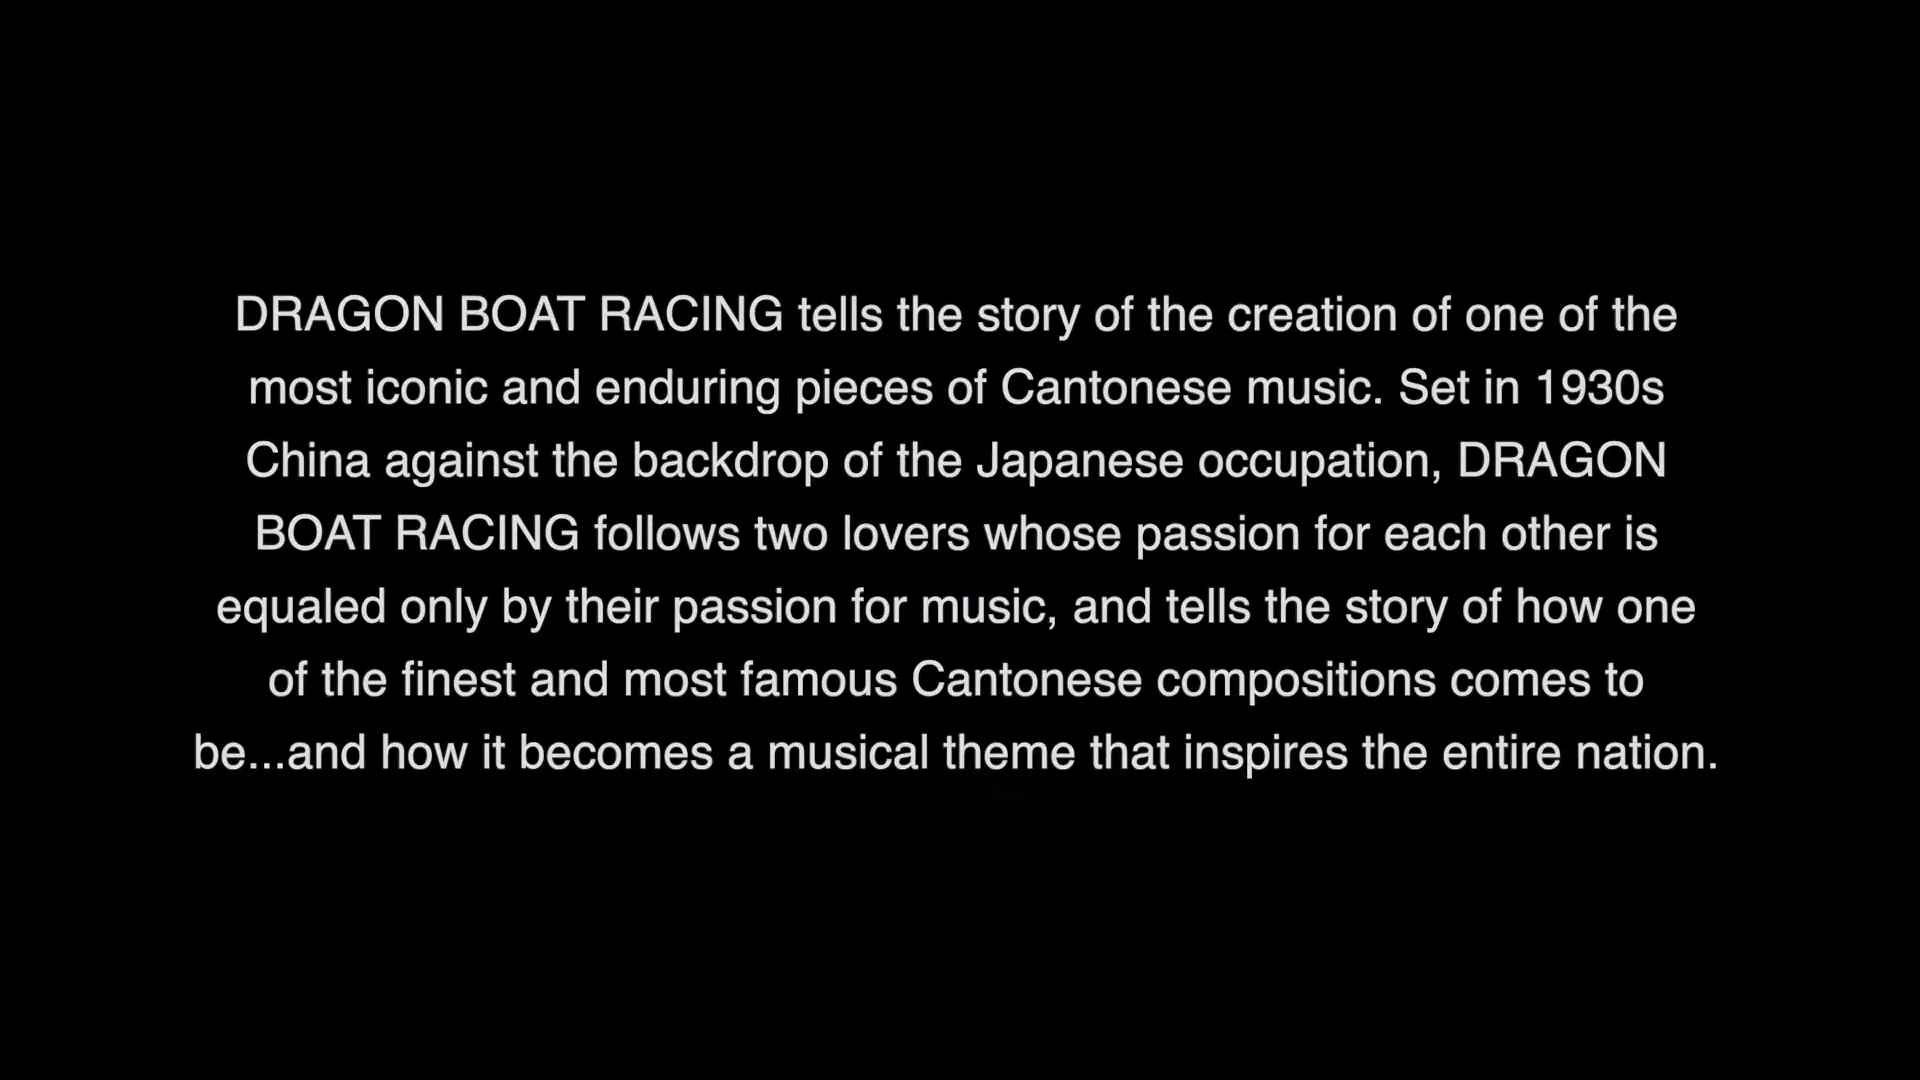 DRAGON BOAT RACING tells the story of the creation of one of the
most iconic and enduring pieces of Cantonese music. Set in 1930s
China against the backdrop of the Japanese occupation, DRAGON
BOAT RACING follows two lovers whose passion for each other is
equaled only by their passion for music, and tells the story of how one
of the finest and most famous Cantonese compositions comes to
be...and how it becomes a musical theme that inspires the entire nation.